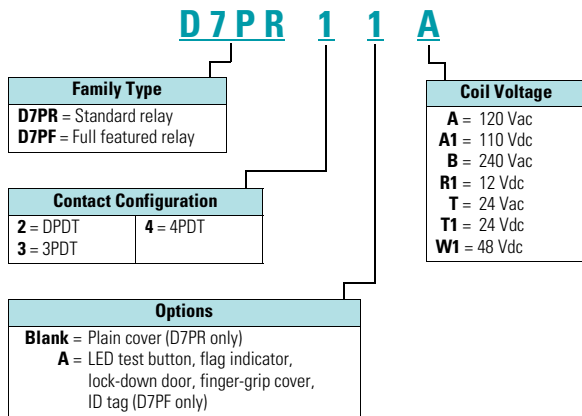 D7PR 1 1 A
Family Type
D7PR = Standard relay
D7PF = Full featured relay
Contact Configuration
2 = DPDT
3 = 3PDT
4 = 4PDT
Options
Blank = Plain cover (D7PR only)
A = LED test button, flag indicator,
lock-down door, finger-grip cover,
ID tag (D7PF only)
Coil Voltage
A = 120 Vac
A1 = 110 Vdc
B = 240 Vac
R1 = 12 Vdc
T = 24 Vac
T1 = 24 Vdc
W1 = 48 Vdc